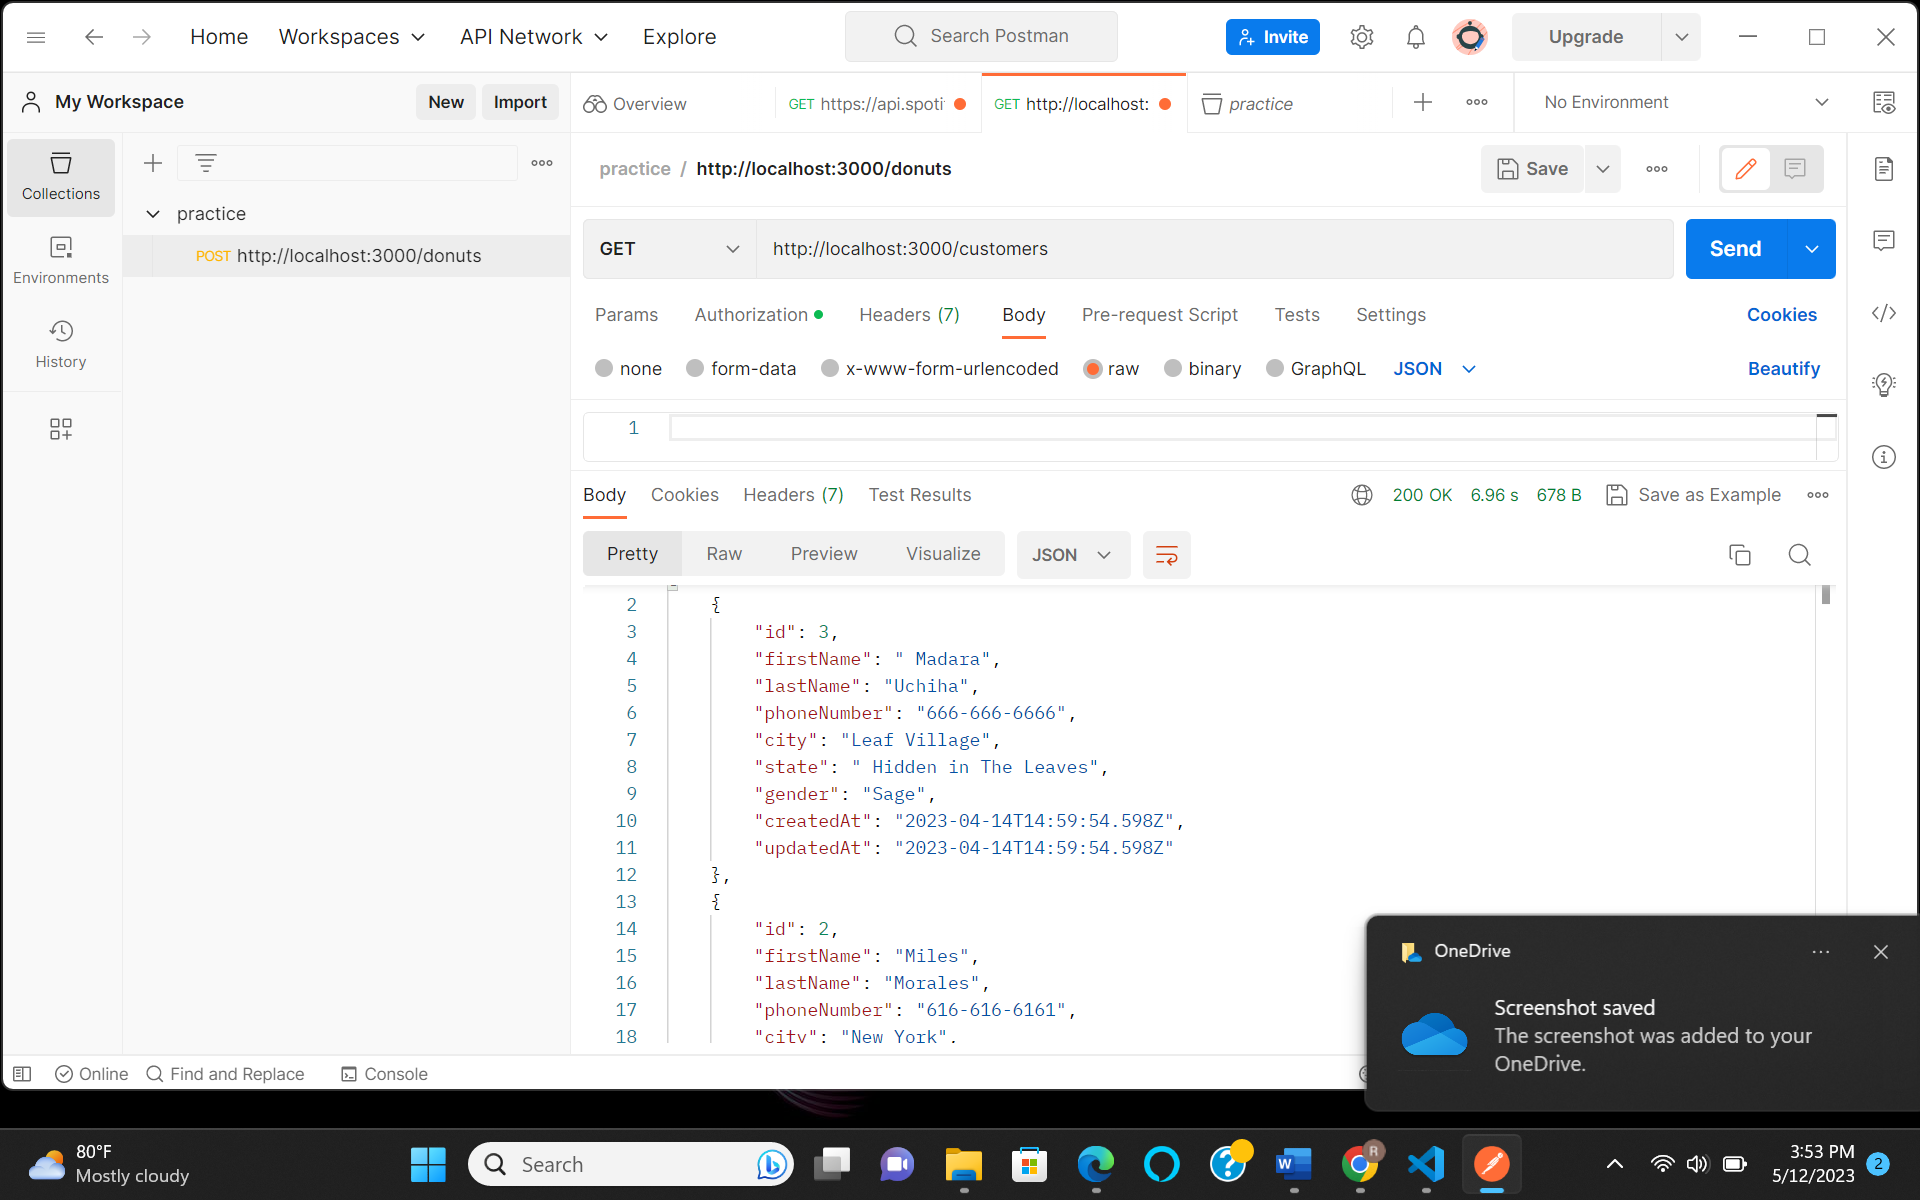 Home Workspaces API Network Explore Search Postman Invite Upgrade
My Workspace New Import Overview GET https://api.spoti GET http://localhost: practice No Environment
Collections
practice / http://localhost:3000/donuts Save
practice
POST http://localhost:3000/donuts
GET http://localhost:3000/customers Send
Environments
Params Authorization Headers (7) Body Pre-request Script Tests Settings Cookies
History
none form-data x-www-form-urlencoded raw binary GraphQL JSON Beautify
1
Body Cookies Headers (7) Test Results 200 OK 6.96 s 678 B Save as Example
Pretty Raw Preview Visualize JSON
2 {
3 "id": 3,
4 "firstName": " Madara",
5 "lastName": "Uchiha",
6 "phoneNumber": "666-666-6666",
7 "city": "Leaf Village",
8 "state": " Hidden in The Leaves",
9 "gender": "Sage",
10 "createdAt": "2023-04-14T14:59:54.598Z",
11 "updatedAt": "2023-04-14T14:59:54.598Z"
12 },
13 {
14 "id": 2,
15 "firstName": "Miles",
16 "lastName": "Morales",
17 "phoneNumber": "616-616-6161",
18 "city": "New York",
OneDrive
Screenshot saved
The screenshot was added to your
OneDrive.
Online Find and Replace Console
80°F
Mostly cloudy
Search
W
R
3:53 PM
5/12/2023
2